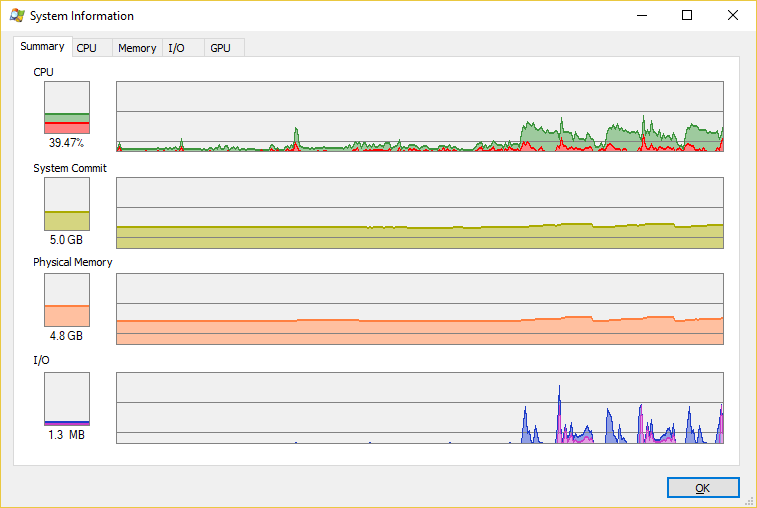 System Information
Summary CPU Memory I/O GPU
CPU
39.47%
System Commit
5.0 GB
Physical Memory
4.8 GB
I/O
1.3 MB
OK